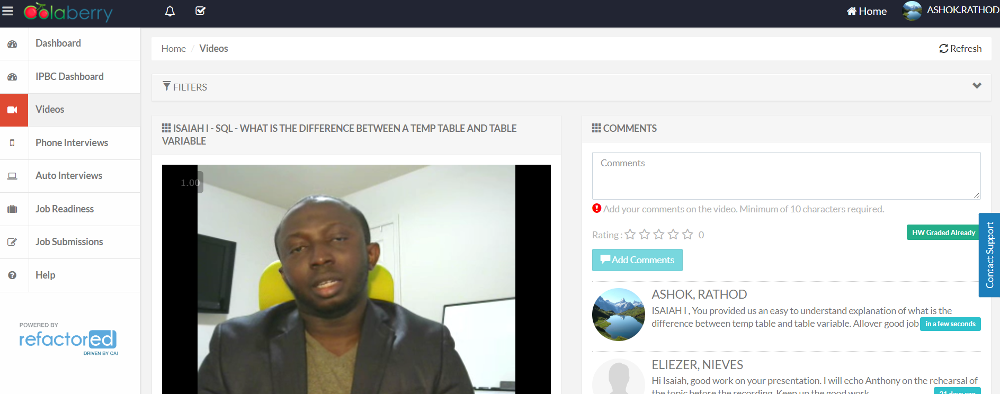 Colaberry
Home
ASHOK.RATHOD
Dashboard
IPBC Dashboard
Videos
Phone Interviews
Auto Interviews
Job Readiness
Job Submissions
Help
POWERED BY
refactored
DRIVEN BY CAI
Home / Videos
Refresh
FILTERS
ISAIAH I - SQL - WHAT IS THE DIFFERENCE BETWEEN A TEMP TABLE AND TABLE
VARIABLE
1.00
COMMENTS
Comments
Add your comments on the video. Minimum of 10 characters required.
Rating : 0
HW Graded Already
Add Comments
Contact Support
ASHOK, RATHOD
ISAIAH I , You provided us an easy to understand explanation of what is the
difference between temp table and table variable. Allover good job
in a few seconds
ELIEZER, NIEVES
Hi Isaiah, good work on your presentation. I will echo Anthony on the rehearsal of
the topic before the recording. Keep up the good work.
21 days ago